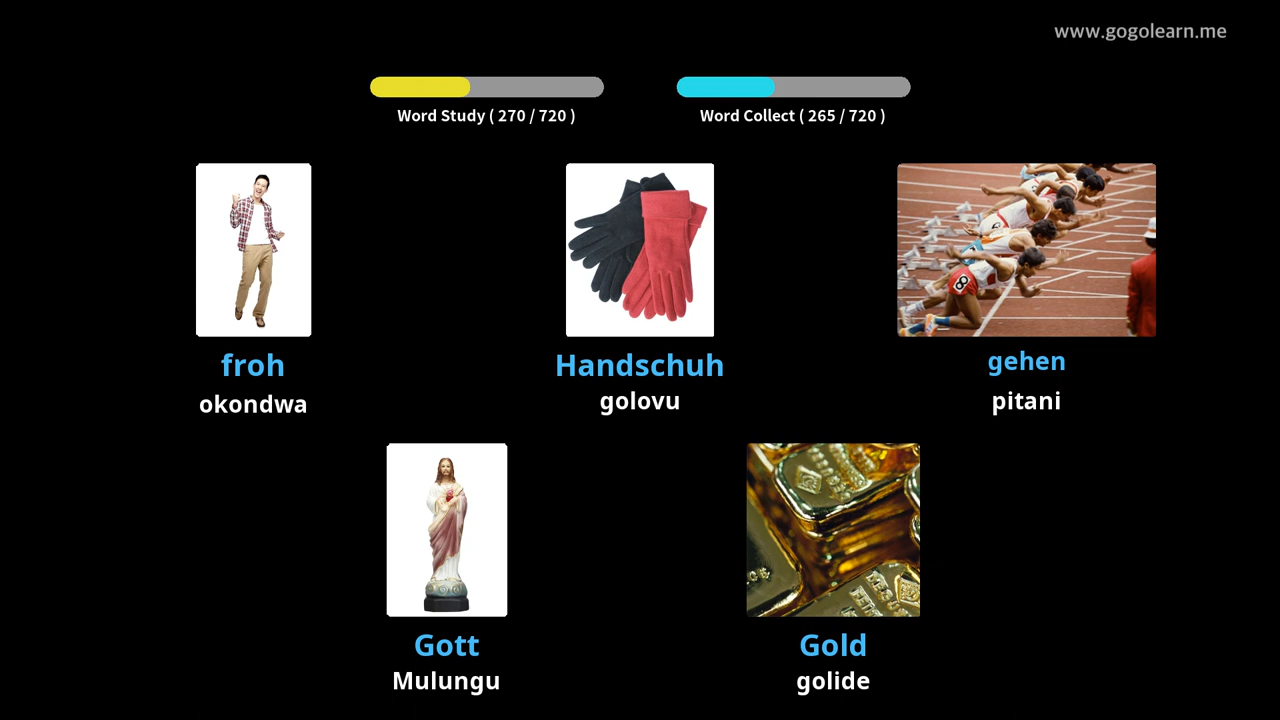 www.gogolearn.me
Word Study ( 270 / 720 )
Word Collect ( 265 / 720 )
froh
okondwa
Handschuh
golovu
gehen
pitani
Gott
Mulungu
Gold
golide